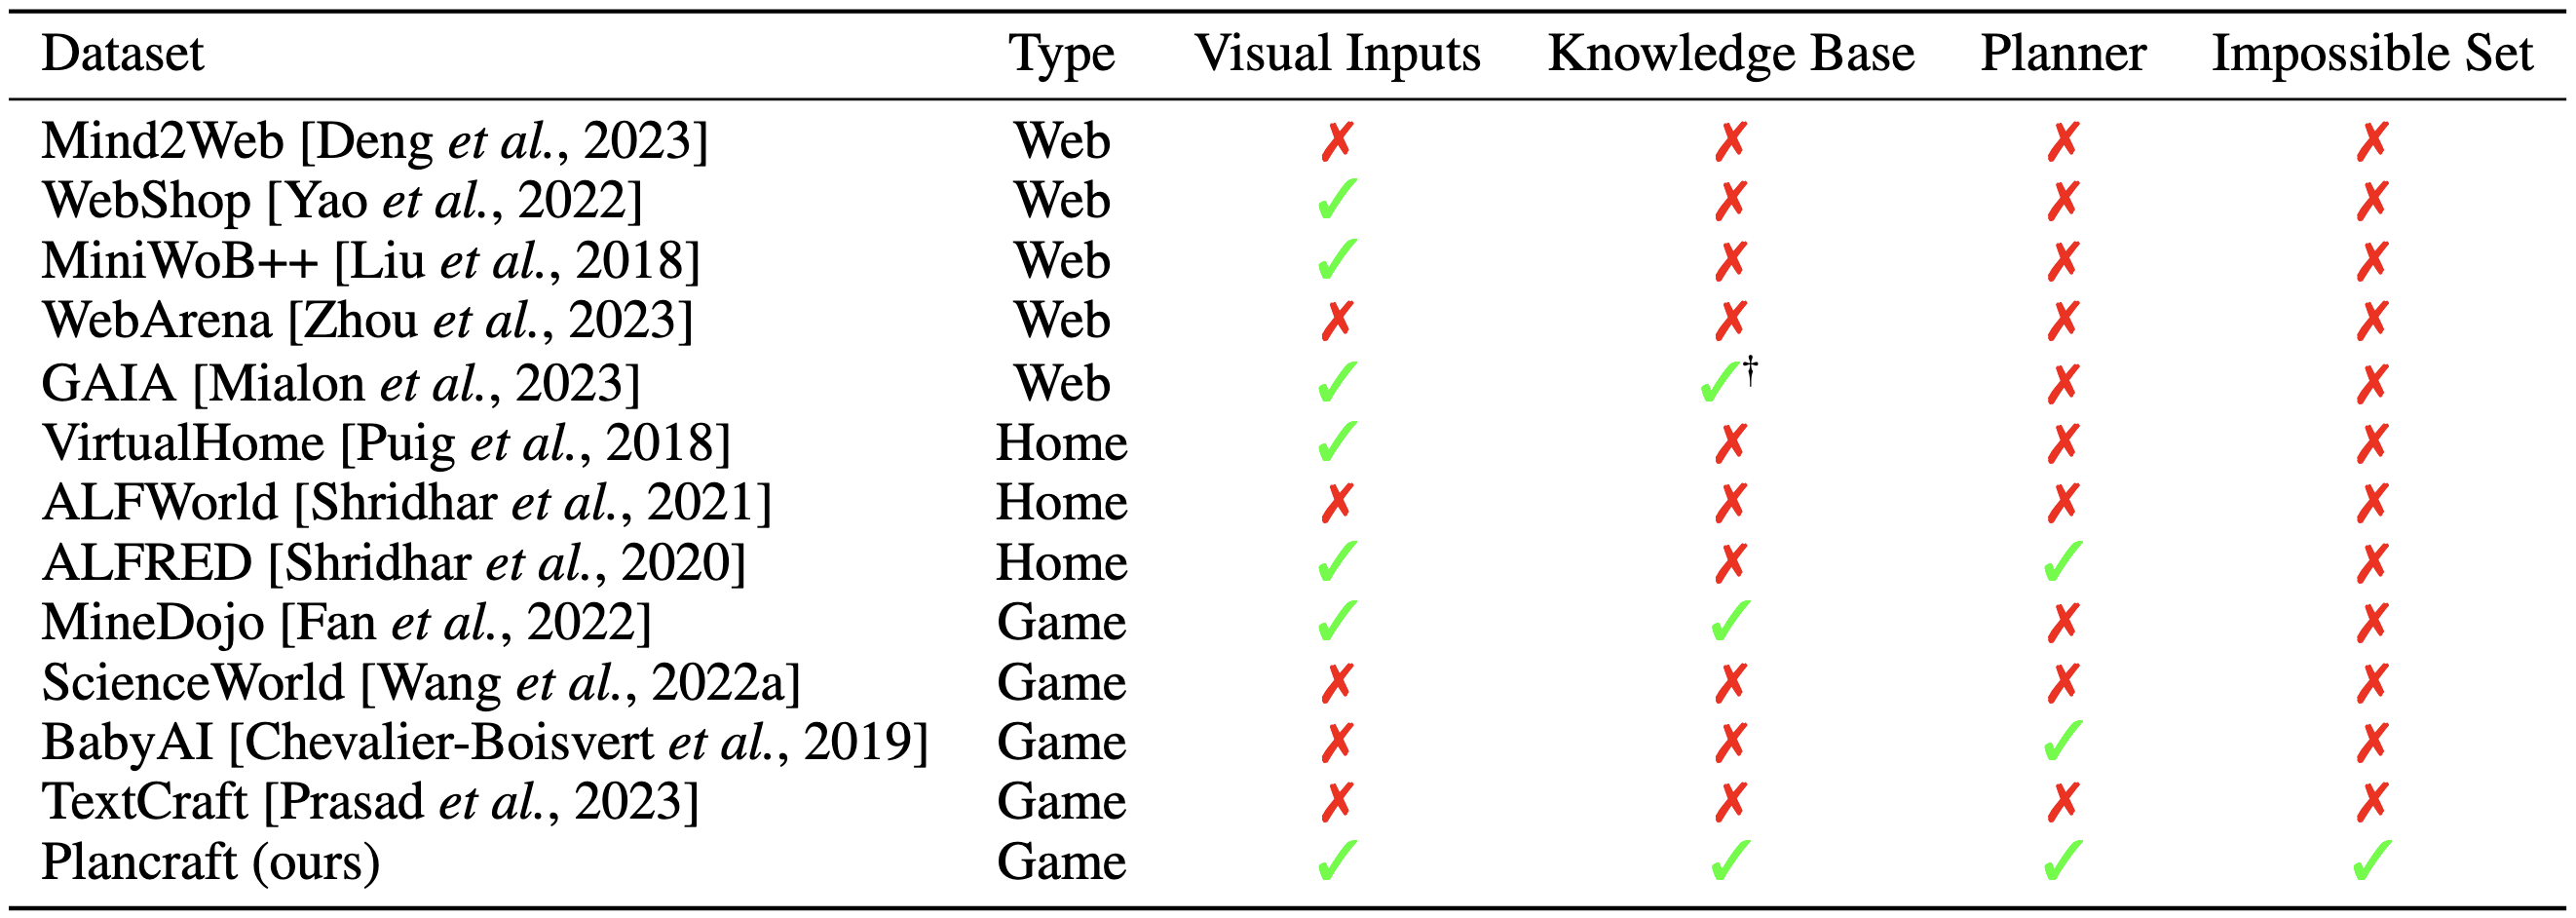 Dataset Type Visual Inputs Knowledge Base Planner Impossible Set
Mind2Web [Deng et al., 2023] Web ✗ ✗ ✗ ✗
WebShop [Yao et al., 2022] Web ✓ ✗ ✗ ✗
MiniWoB++ [Liu et al., 2018] Web ✓ ✗ ✗ ✗
WebArena [Zhou et al., 2023] Web ✗ ✗ ✗ ✗
GAIA [Mialon et al., 2023] Web ✓ ✓† ✗ ✗
VirtualHome [Puig et al., 2018] Home ✓ ✗ ✗ ✗
ALFWorld [Shridhar et al., 2021] Home ✗ ✗ ✗ ✗
ALFRED [Shridhar et al., 2020] Home ✓ ✗ ✓ ✗
MineDojo [Fan et al., 2022] Game ✓ ✓ ✗ ✗
ScienceWorld [Wang et al., 2022a] Game ✗ ✗ ✗ ✗
BabyAI [Chevalier-Boisvert et al., 2019] Game ✗ ✗ ✓ ✗
TextCraft [Prasad et al., 2023] Game ✗ ✗ ✗ ✗
Plancraft (ours) Game ✓ ✓ ✓ ✓